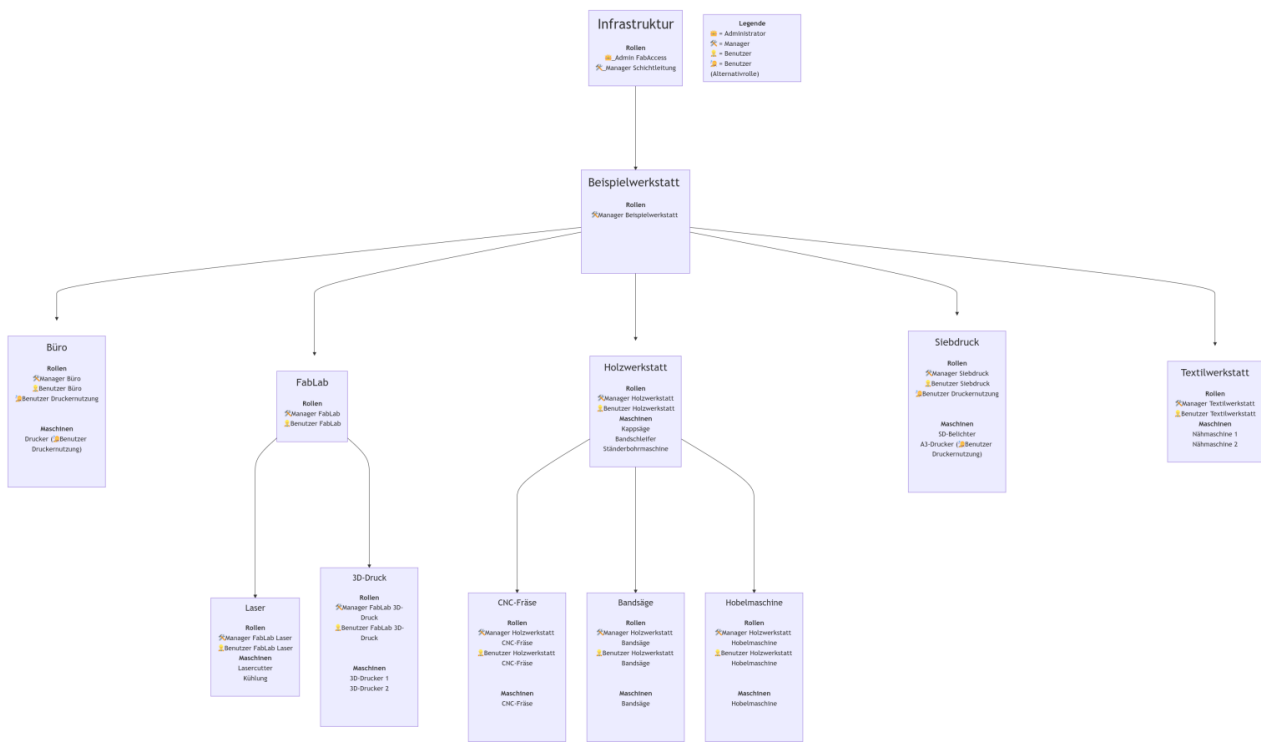 Infrastruktur
Rollen
_Admin FabAccess
🛠_Manager Schichtleitung
Legende
= Administrator
🛠 = Manager
= Benutzer
= Benutzer
(Alternativrolle)
Beispielwerkstatt
Rollen
🛠Manager Beispielwerkstatt
Büro
Rollen
🛠Manager Büro
Benutzer Büro
Benutzer Druckernutzung
Maschinen
Drucker (Benutzer
Druckernutzung)
FabLab
Rollen
🛠Manager FabLab
Benutzer FabLab
Holzwerkstatt
Rollen
🛠Manager Holzwerkstatt
Benutzer Holzwerkstatt
Maschinen
Kappsäge
Bandschleifer
Ständerbohrmaschine
Siebdruck
Rollen
🛠Manager Siebdruck
Benutzer Siebdruck
Benutzer Druckernutzung
Maschinen
SD-Belichter
A3-Drucker (Benutzer
Druckernutzung)
Textilwerkstatt
Rollen
🛠Manager Textilwerkstatt
Benutzer Textilwerkstatt
Maschinen
Nähmaschine 1
Nähmaschine 2
Laser
Rollen
🛠Manager FabLab Laser
Benutzer FabLab Laser
Maschinen
Lasercutter
Kühlung
3D-Druck
Rollen
🛠Manager FabLab 3D-
Druck
Benutzer FabLab 3D-
Druck
Maschinen
3D-Drucker 1
3D-Drucker 2
CNC-Fräse
Rollen
🛠Manager Holzwerkstatt
CNC-Fräse
Benutzer Holzwerkstatt
CNC-Fräse
Maschinen
CNC-Fräse
Bandsäge
Rollen
🛠Manager Holzwerkstatt
Bandsäge
Benutzer Holzwerkstatt
Bandsäge
Maschinen
Bandsäge
Hobelmaschine
Rollen
🛠Manager Holzwerkstatt
Hobelmaschine
Benutzer Holzwerkstatt
Hobelmaschine
Maschinen
Hobelmaschine